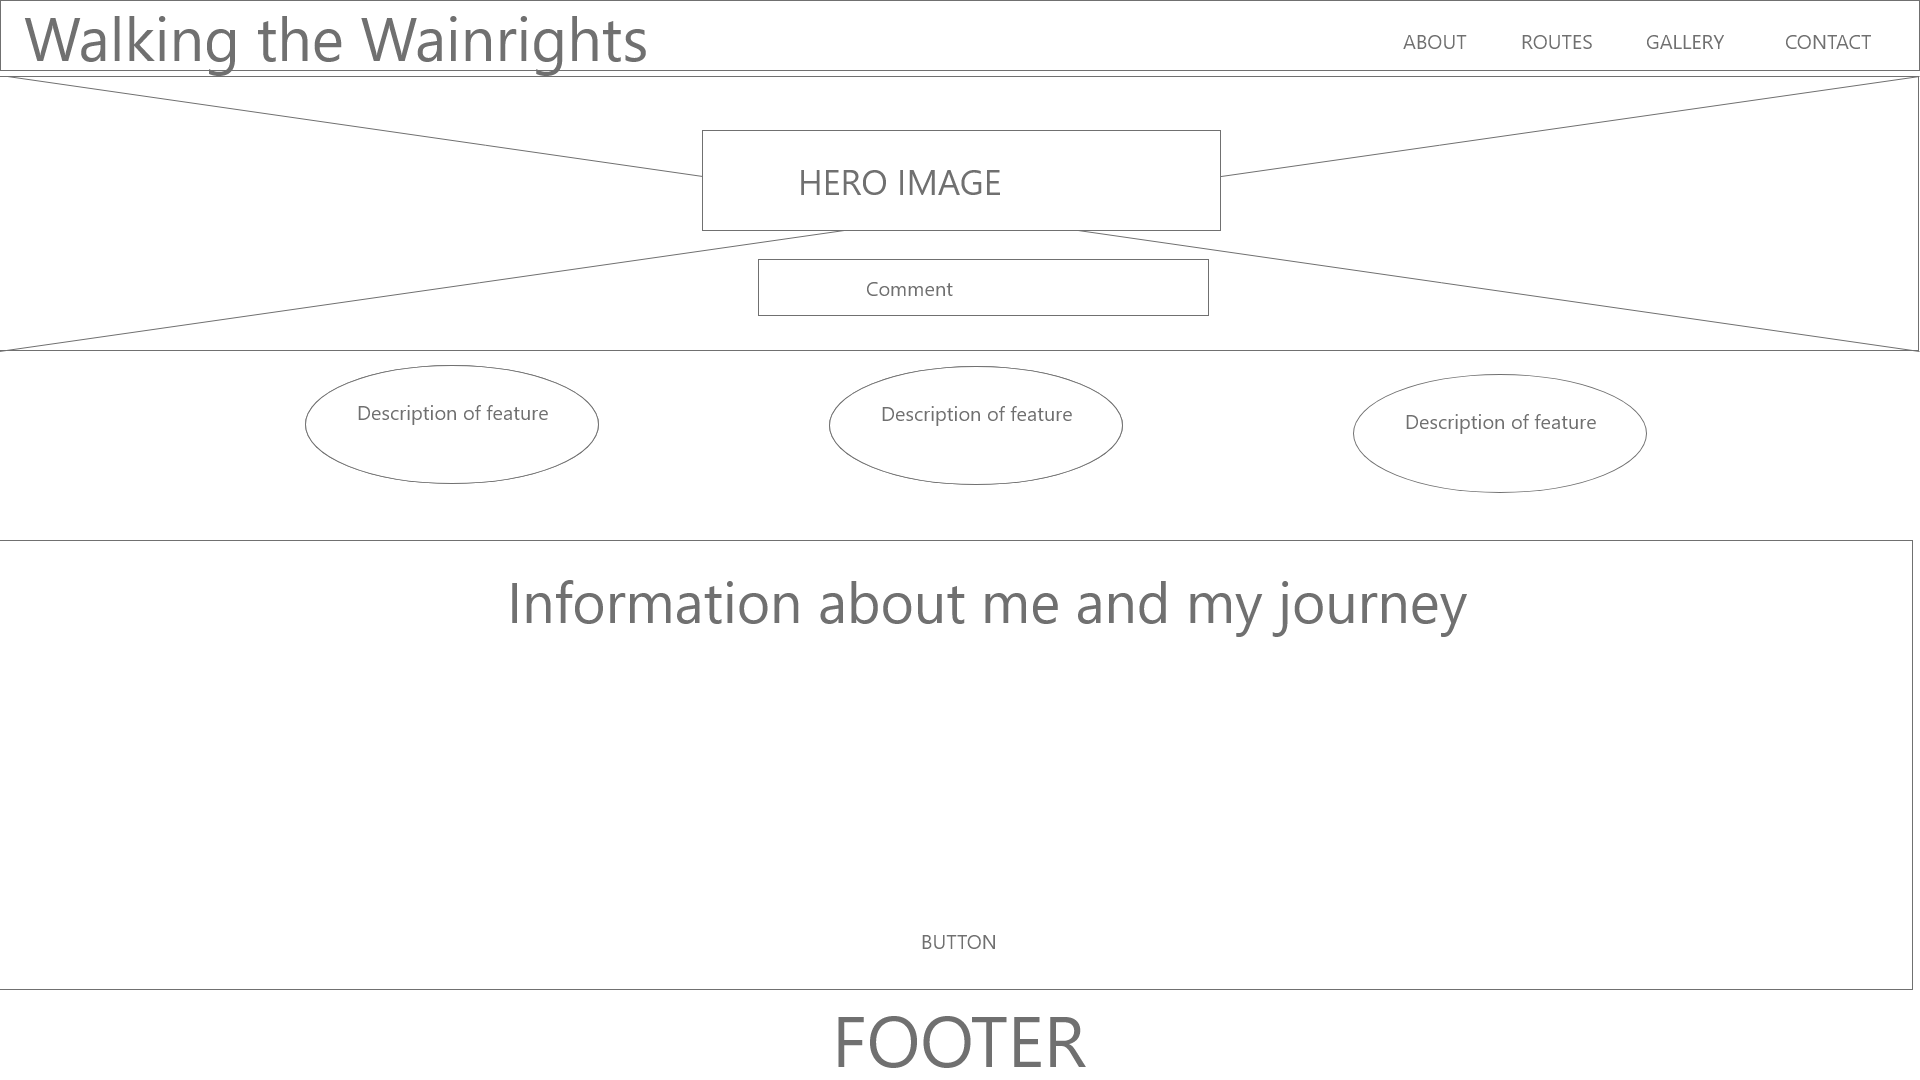 Walking the Wainrights
ABOUT ROUTES GALLERY CONTACT
HERO IMAGE
Comment
Description of feature
Description of feature
Description of feature
Information about me and my journey
BUTTON
FOOTER